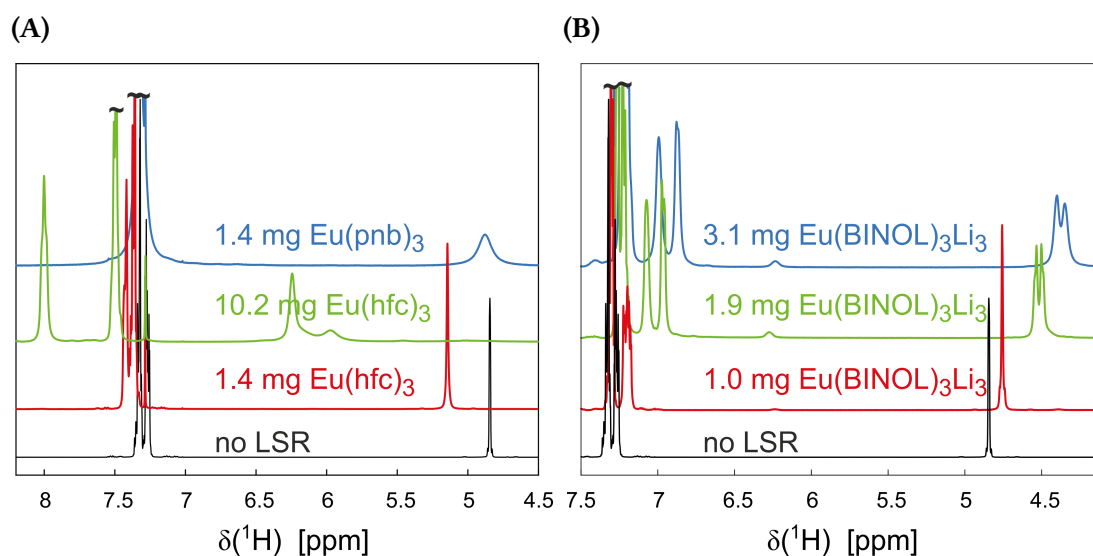 (A)
1.4 mg Eu(pnb)₃
10.2 mg Eu(hfc)₃
1.4 mg Eu(hfc)₃
no LSR
8 7.5 7 6.5 6 5.5 5 4.5
δ(¹H) [ppm]
(B)
3.1 mg Eu(BINOL)₃Li₃
1.9 mg Eu(BINOL)₃Li₃
1.0 mg Eu(BINOL)₃Li₃
no LSR
7.5 7 6.5 6 5.5 5 4.5
δ(¹H) [ppm]